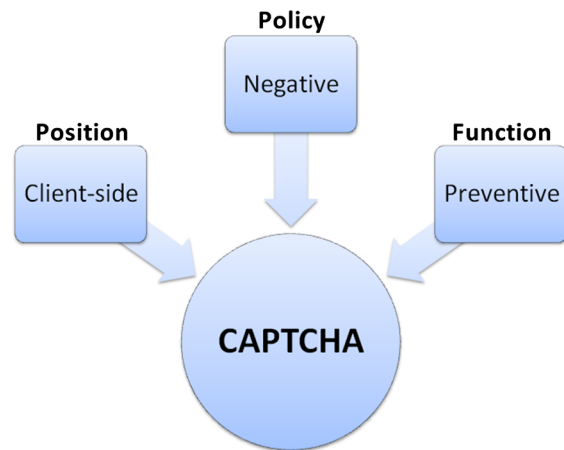 Policy
Negative
Position
Client-side
Function
Preventive
CAPTCHA